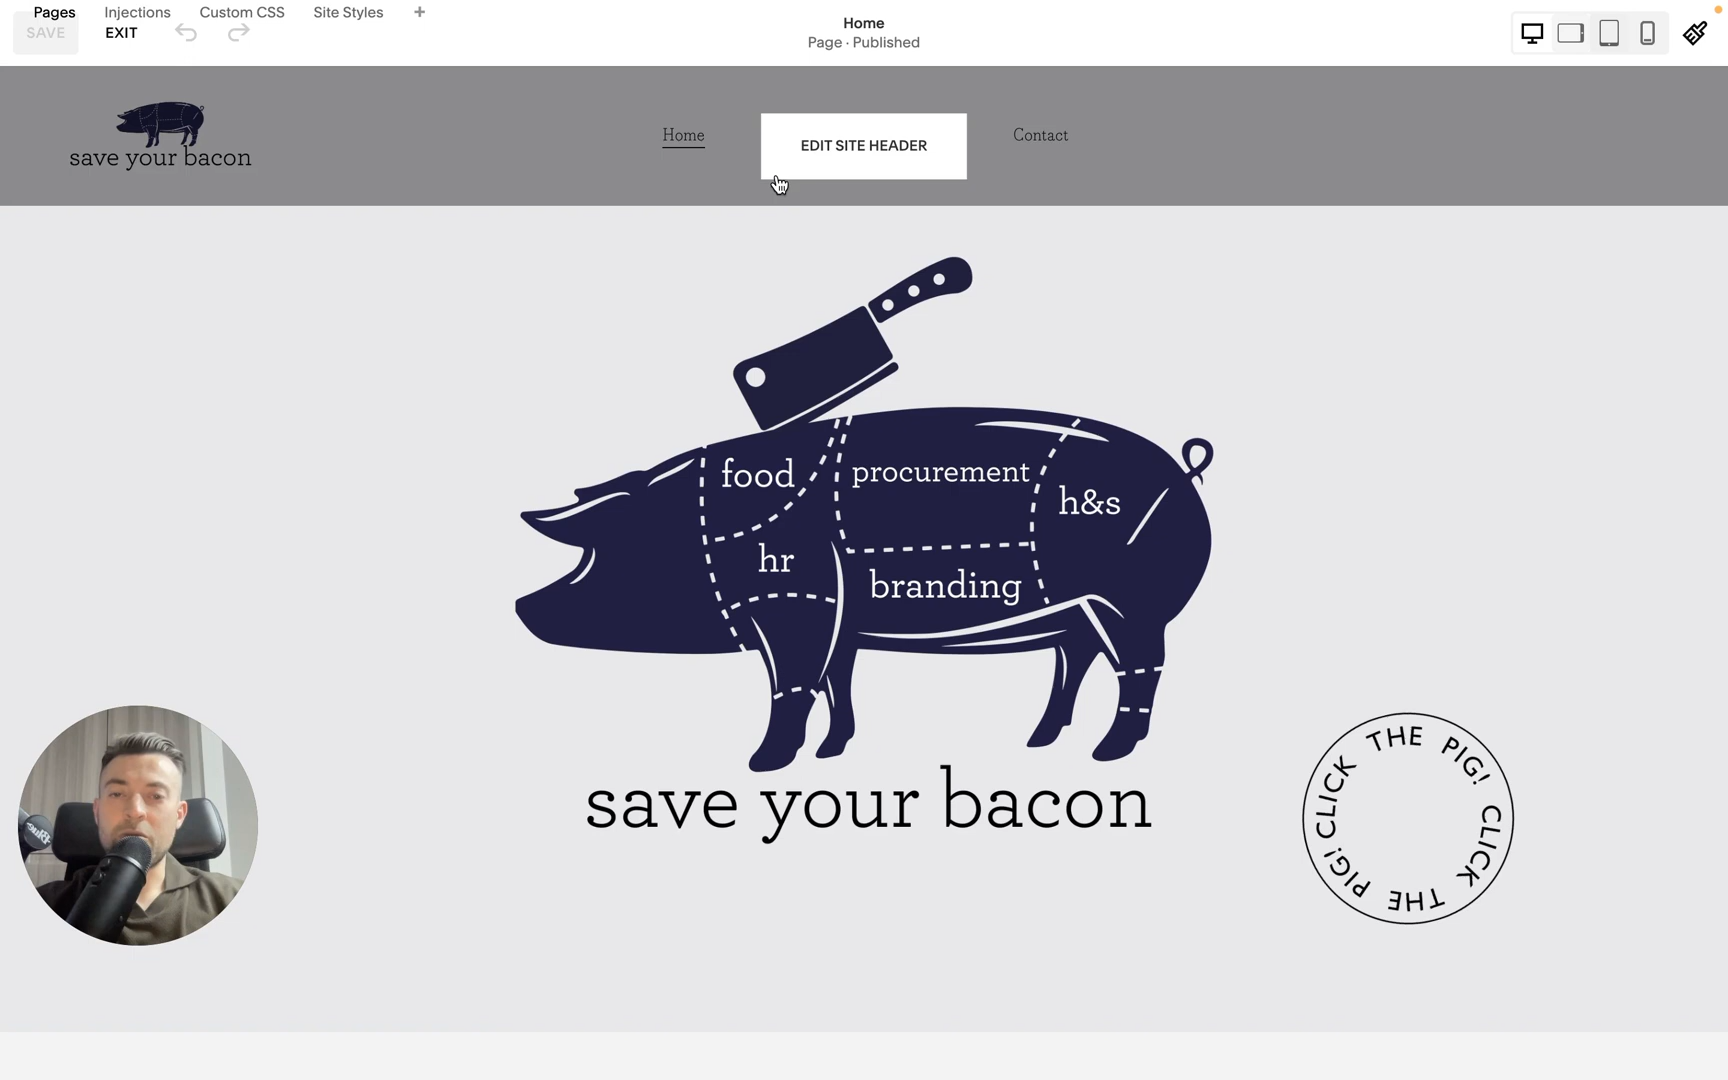 Pages Injections Custom CSS Site Styles +
SAVE EXIT
Home
Page · Published
save your bacon
Home
EDIT SITE HEADER
Contact
food
procurement
h&s
hr
branding
save your bacon
CLICK THE PIG! CLICK THE PIG!